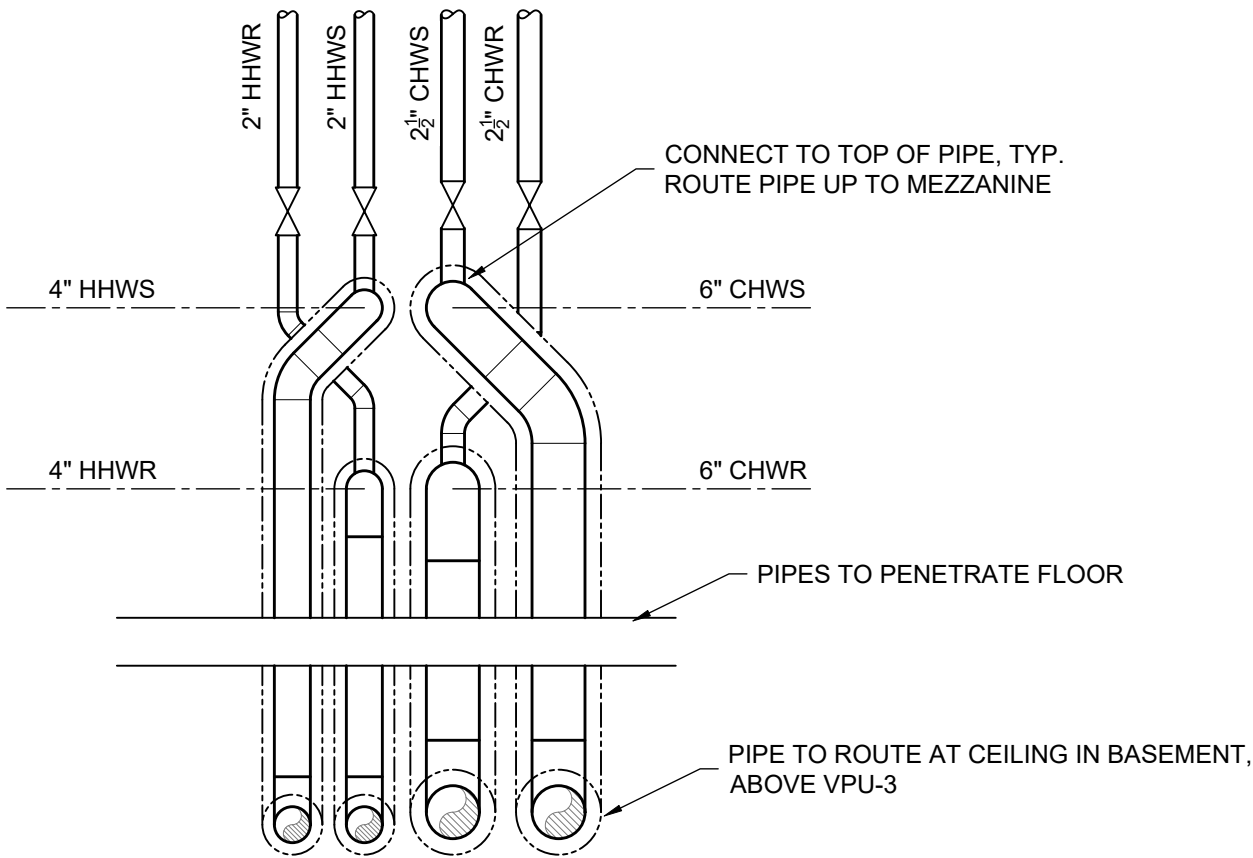 2" HHWR
2" HHWS
2½" CHWS
2½" CHWR
CONNECT TO TOP OF PIPE, TYP.
ROUTE PIPE UP TO MEZZANINE
4" HHWS
6" CHWS
4" HHWR
6" CHWR
PIPES TO PENETRATE FLOOR
PIPE TO ROUTE AT CEILING IN BASEMENT,
ABOVE VPU-3